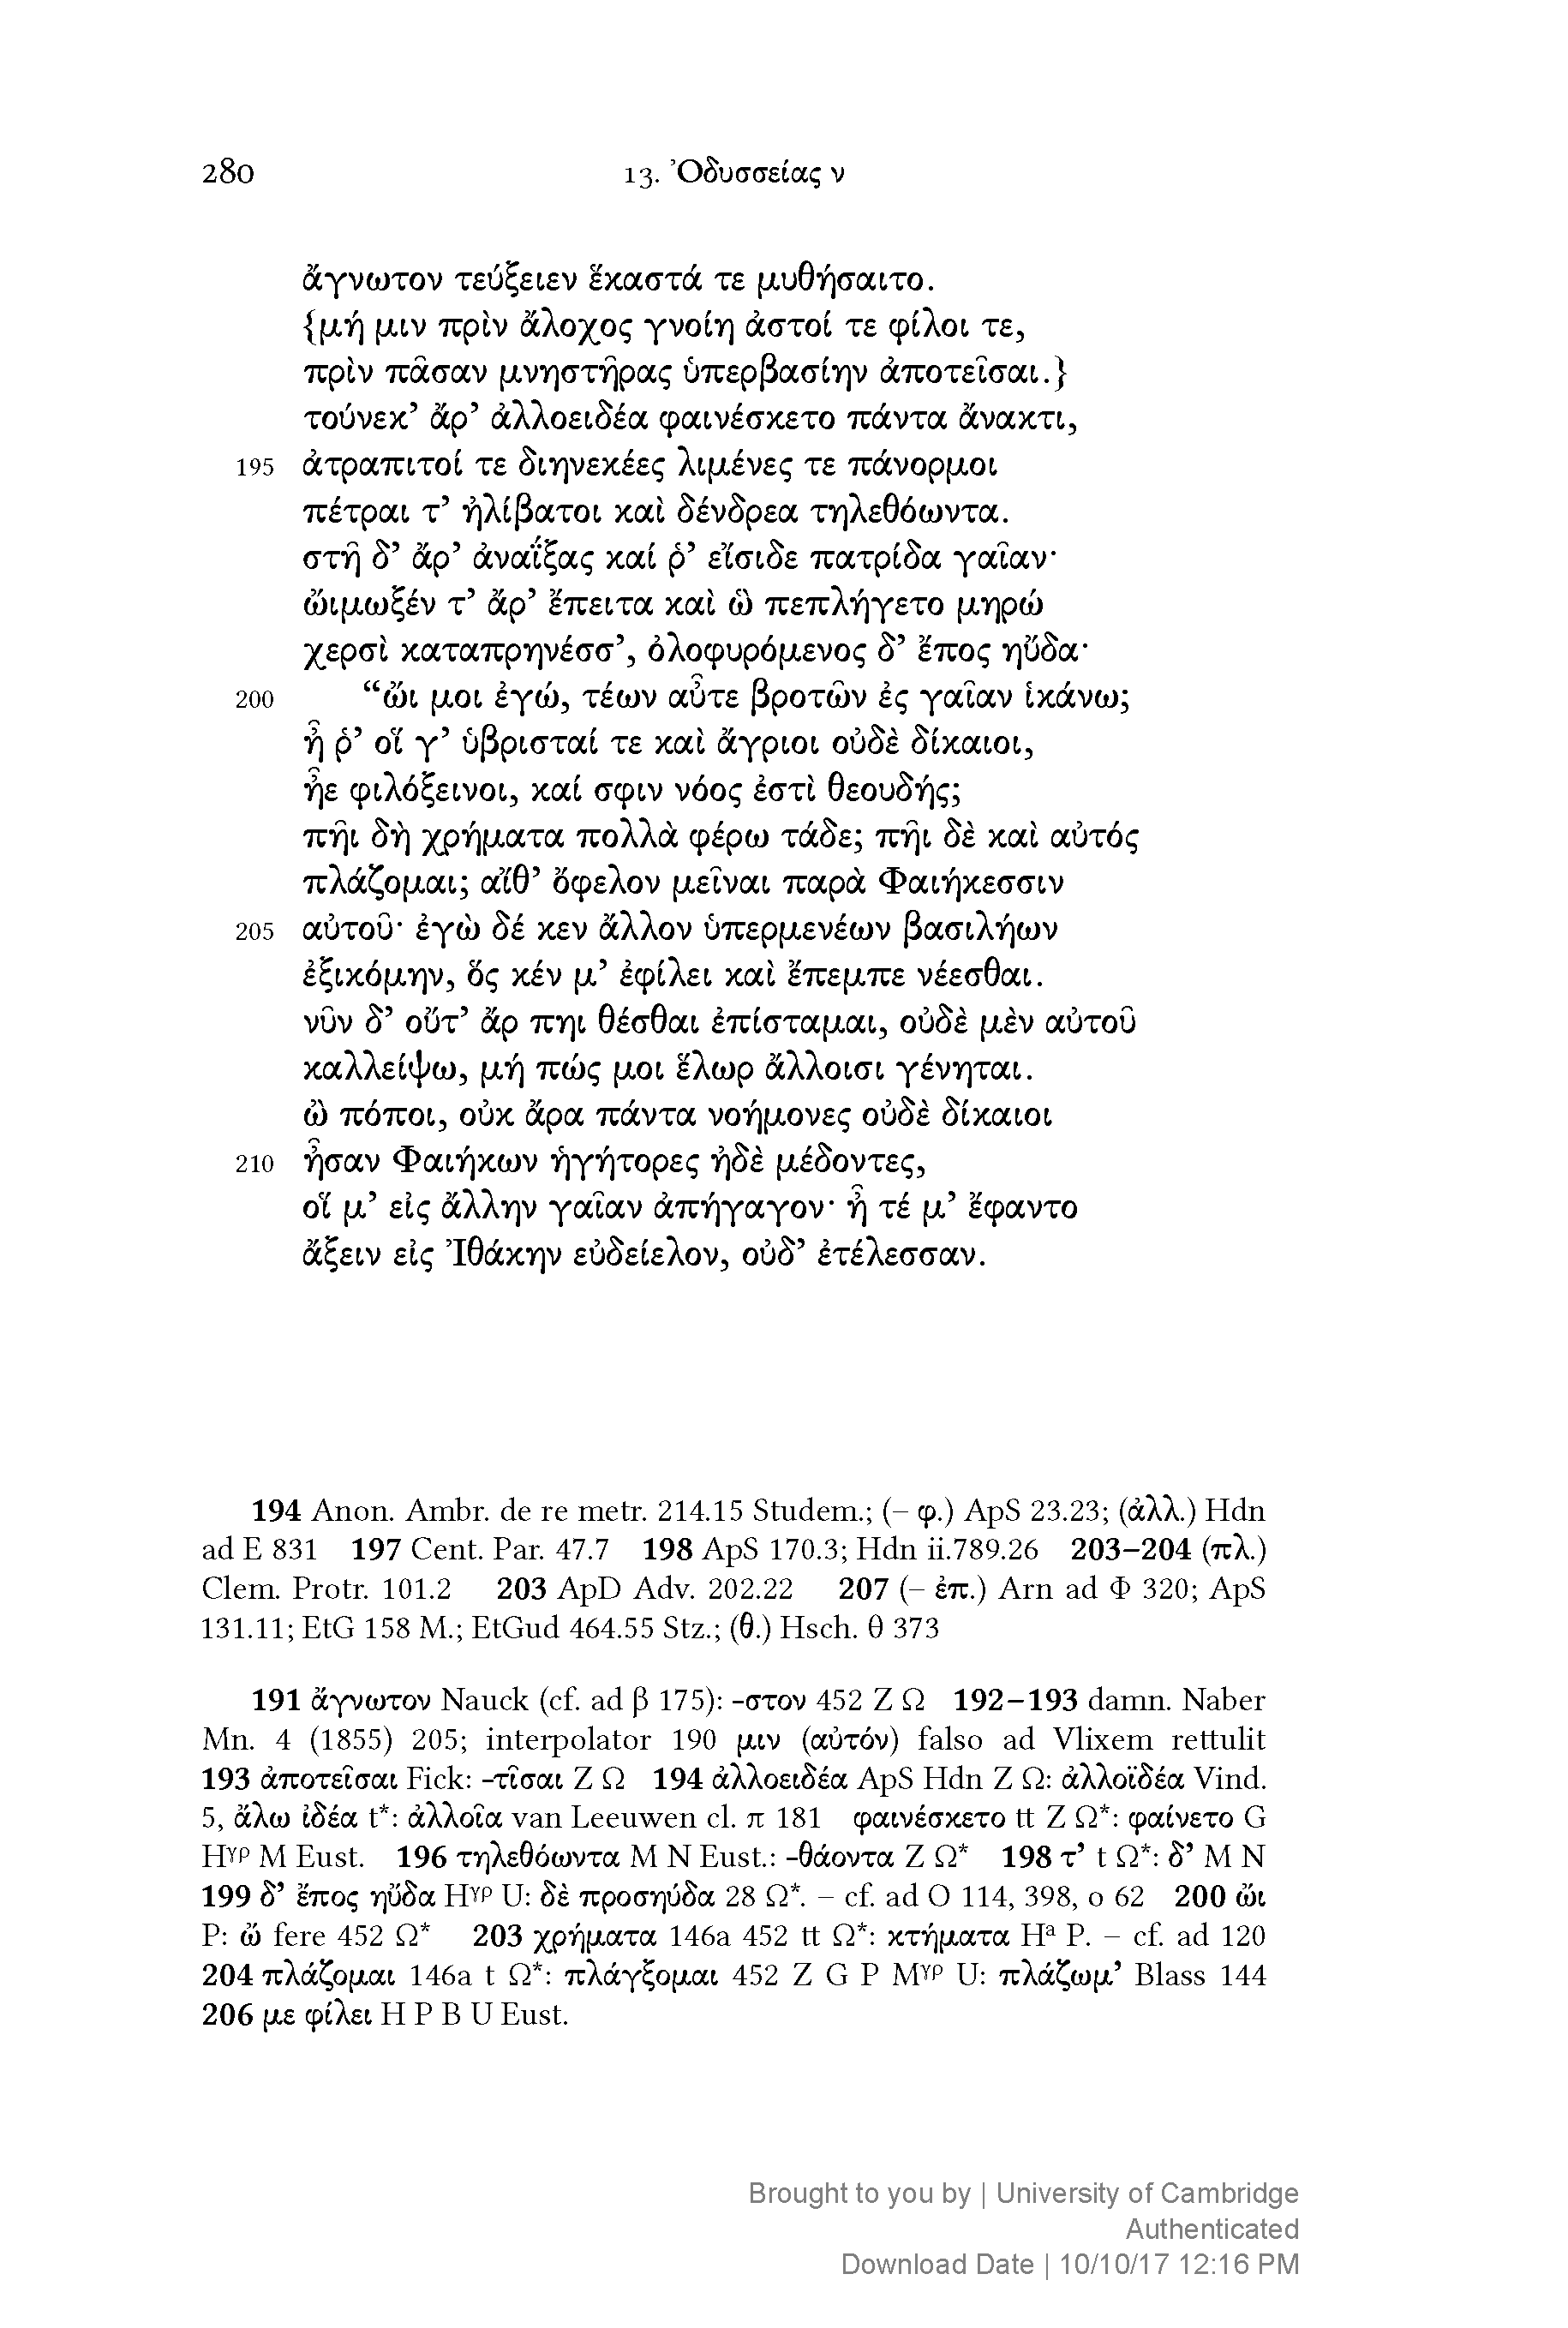 280 13. Ὀδυσσείας ν
ἄγνωτον τεύξειεν ἕκαστά τε μυθήσαιτο.
{μή μιν πρὶν ἄλοχος γνοίη ἀστοί τε φίλοι τε,
πρὶν πᾶσαν μνηστῆρας ὑπερβασίην ἀποτεῖσαι.}
τούνεκ’ ἄρ’ ἀλλοειδέα φαινέσκετο πάντα ἄνακτι,
195 ἀτραπιτοί τε διηνεκέες λιμένες τε πάνορμοι
πέτραι τ’ ἠλίβατοι καὶ δένδρεα τηλεθόωντα.
στῆ δ’ ἄρ’ ἀναΐξας καί ῥ’ εἴσιδε πατρίδα γαῖαν·
ὤιμωξέν τ’ ἄρ’ ἔπειτα καὶ ὣ πεπλήγετο μηρώ
χερσὶ καταπρηνέσσ’, ὀλοφυρόμενος δ’ ἔπος ηὔδα·
200 “ὤι μοι ἐγώ, τέων αὖτε βροτῶν ἐς γαῖαν ἱκάνω;
ἦ ῥ’ οἵ γ’ ὑβρισταί τε καὶ ἄγριοι οὐδὲ δίκαιοι,
ἦε φιλόξεινοι, καί σφιν νόος ἐστὶ θεουδής;
πῆι δὴ χρήματα πολλὰ φέρω τάδε; πῆι δὲ καὶ αὐτός
πλάζομαι; αἴθ’ ὄφελον μεῖναι παρὰ Φαιήκεσσιν
205 αὐτοῦ· ἐγὼ δέ κεν ἄλλον ὑπερμενέων βασιλήων
ἐξικόμην, ὅς κέν μ’ ἐφίλει καὶ ἔπεμπε νέεσθαι.
νῦν δ’ οὔτ’ ἄρ πηι θέσθαι ἐπίσταμαι, οὐδὲ μὲν αὐτοῦ
καλλείψω, μή πώς μοι ἕλωρ ἄλλοισι γένηται.
ὢ πόποι, οὐκ ἄρα πάντα νοήμονες οὐδὲ δίκαιοι
210 ἦσαν Φαιήκων ἡγήτορες ἠδὲ μέδοντες,
οἵ μ’ εἰς ἄλλην γαῖαν ἀπήγαγον· ἦ τέ μ’ ἔφαντο
ἄξειν εἰς Ἰθάκην εὐδείελον, οὐδ’ ἐτέλεσσαν.
194 Anon. Ambr. de re metr. 214.15 Studem.; (– φ.) ApS 23.23; (ἀλλ.) Hdn
ad E 831 197 Cent. Par. 47.7 198 ApS 170.3; Hdn ii.789.26 203–204 (πλ.)
Clem. Protr. 101.2 203 ApD Adv. 202.22 207 (– ἐπ.) Arn ad Φ 320; ApS
131.11; EtG 158 M.; EtGud 464.55 Stz.; (θ.) Hsch. θ 373
191 ἄγνωτον Nauck (cf. ad β 175): -στον 452 Z Ω 192–193 damn. Naber
Mn. 4 (1855) 205; interpolator 190 μιν (αὐτόν) falso ad Vlixem rettulit
193 ἀποτεῖσαι Fick: -τῖσαι Z Ω 194 ἀλλοειδέα ApS Hdn Z Ω: ἀλλοϊδέα Vind.
5, ἄλω ἰδέα t*: ἀλλοῖα van Leeuwen cl. π 181 φαινέσκετο tt Z Ω*: φαίνετο G
Hγρ M Eust. 196 τηλεθόωντα M N Eust.: -θάοντα Z Ω* 198 τ’ t Ω*: δ’ M N
199 δ’ ἔπος ηὔδα Hγρ U: δὲ προσηύδα 28 Ω*. – cf. ad O 114, 398, ο 62 200 ὤι
P: ὤ fere 452 Ω* 203 χρήματα 146a 452 tt Ω*: κτήματα Hᵃ P. – cf. ad 120
204 πλάζομαι 146a t Ω*: πλάγξομαι 452 Z G P Mγρ U: πλάζωμ’ Blass 144
206 με φίλει H P B U Eust.
Brought to you by | University of Cambridge
Authenticated
Download Date | 10/10/17 12:16 PM